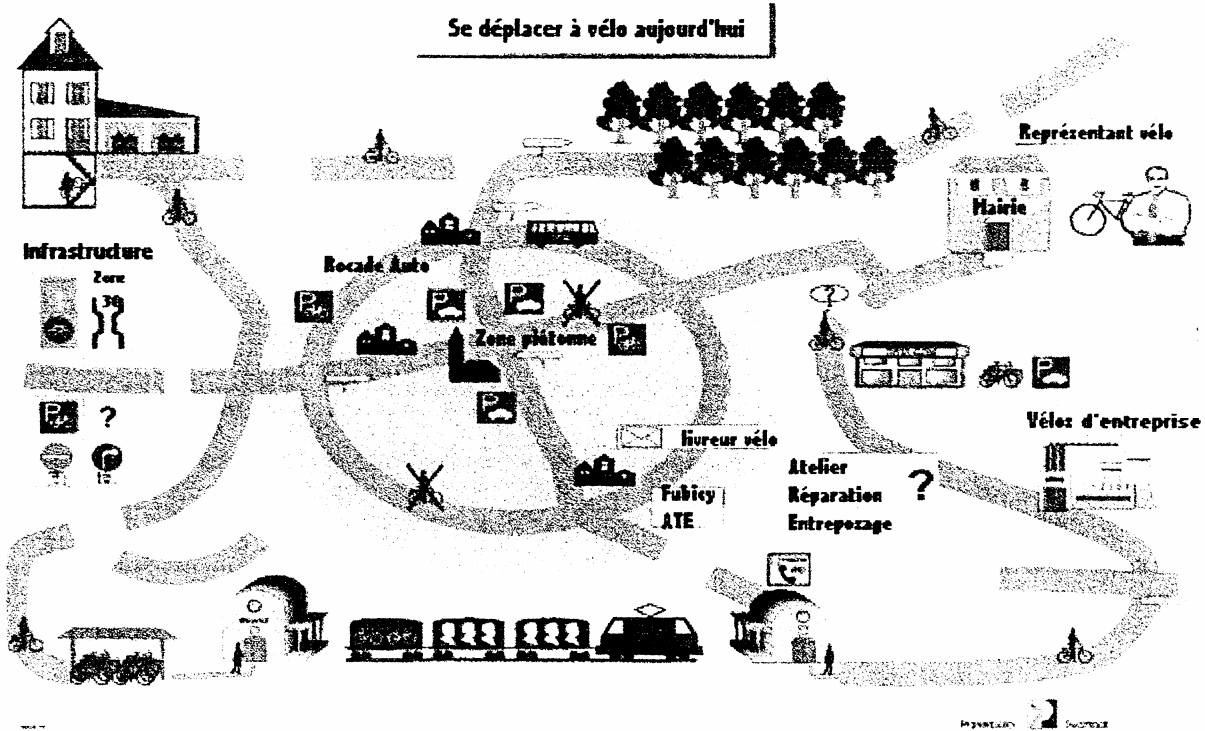 Se déplacer à vélo aujourd'hui
Représentant vélo
Mairie
Infrastructure
Zone
30
Rocade Auto
P
P
P
Zone piétonne
P
?
P
P
P
?
livreur vélo
Vélos d'entreprise
Fubicy
ATE
Atelier
Réparation
Entreposage
?